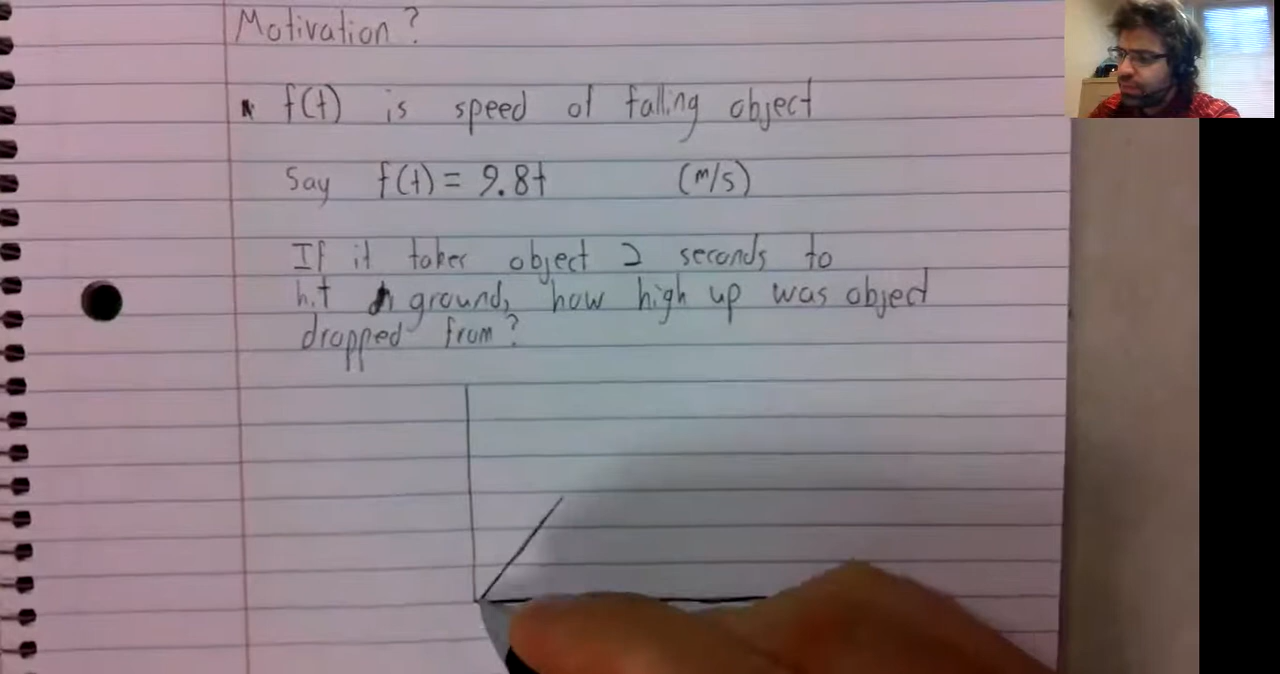 Motivation?
f(t) is speed of falling object
Say f(t) = 9.8t (m/s)
If it takes object 2 seconds to
hit ground, how high up was object
dropped from?